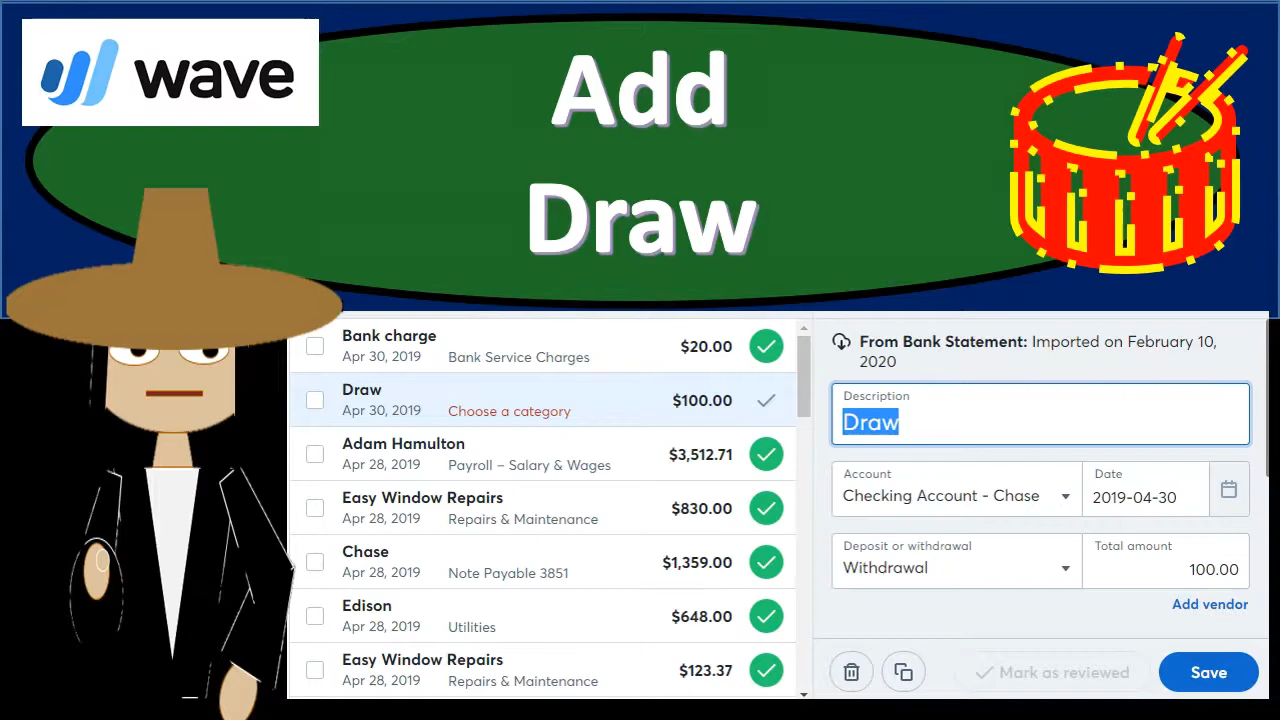 wave
Add
Draw
Bank charge
Apr 30, 2019 Bank Service Charges
$20.00
Draw
Apr 30, 2019 Choose a category
$100.00
Adam Hamulton
Apr 28, 2019 Payroll – Salary & Wages
$3,512.71
Easy Window Repairs
Apr 28, 2019 Repairs & Maintenance
$830.00
Chase
Apr 28, 2019 Note Payable 3851
$1,359.00
Edison
Apr 28, 2019 Utilities
$648.00
Easy Window Repairs
Apr 28, 2019 Repairs & Maintenance
$123.37
From Bank Statement: Imported on February 10,
2020
Description
Draw
Account
Checking Account - Chase
Date
2019-04-30
Deposit or withdrawal
Withdrawal
Total amount
100.00
Add vendor
Mark as reviewed
Save